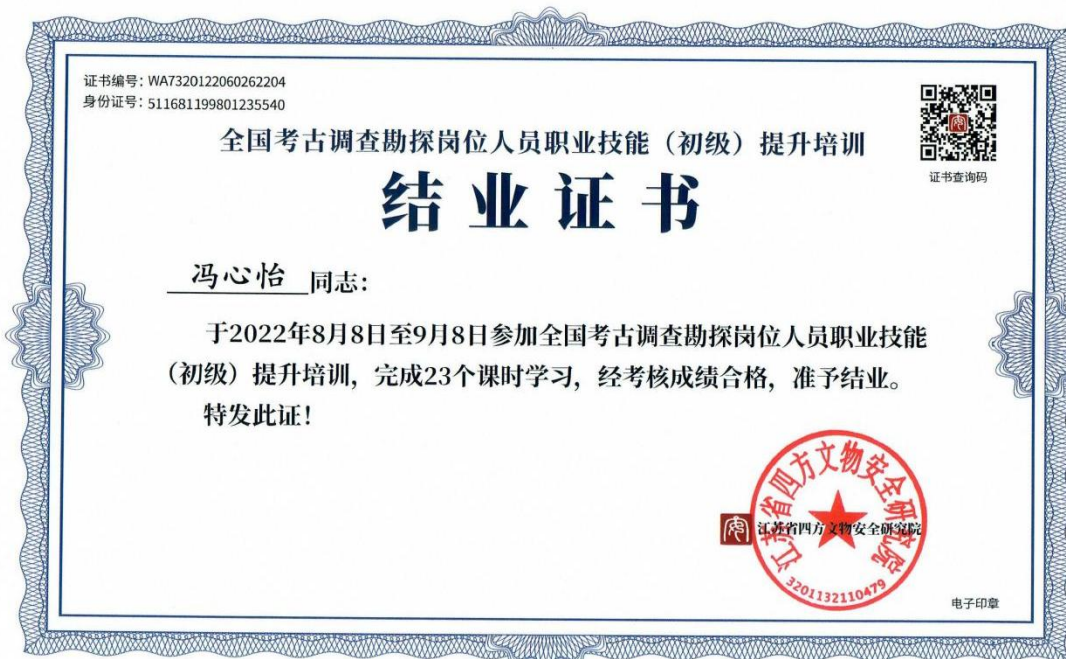 证书编号：WA7320122060262204
身份证号：511681199801235540
全国考古调查勘探岗位人员职业技能（初级）提升培训
证书查询码
结业证书
冯心怡 同志：
于2022年8月8日至9月8日参加全国考古调查勘探岗位人员职业技能
（初级）提升培训，完成23个课时学习，经考核成绩合格，准予结业。
特发此证！
江苏省四方文物安全研究院
江苏省四方文物安全研究院
3201132110479
电子印章